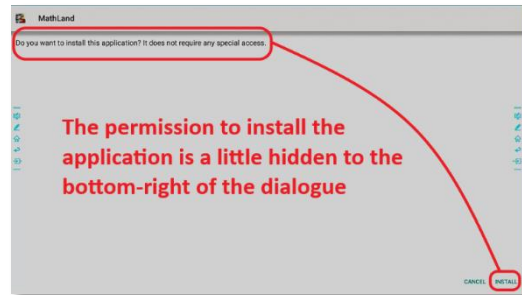 MathLand
Do you want to install this application? It does not require any special access.
The permission to install the
application is a little hidden to the
bottom-right of the dialogue
CANCEL INSTALL